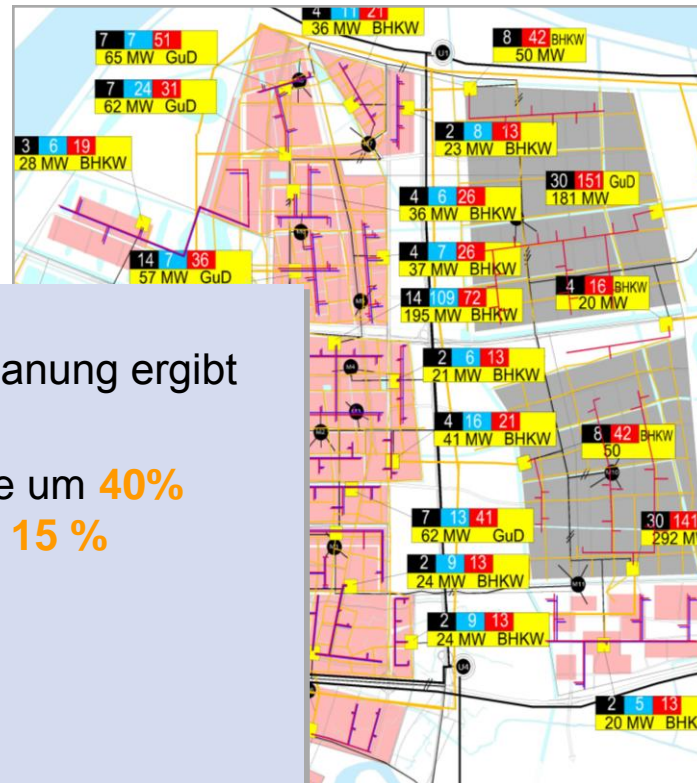 4 11 21
36 MW BHKW
7 7 51
65 MW GuD
8 42 BHKW
50 MW
U1
7 24 31
62 MW GuD
2 8 13
23 MW BHKW
3 6 19
28 MW BHKW
30 151 GuD
181 MW
4 6 26
36 MW BHKW
14 7 36
57 MW GuD
4 7 26
37 MW BHKW
4 16 BHKW
20 MW
14 109 72
195 MW BHKW
anung ergibt
2 6 13
21 MW BHKW
M4
4 16 21
41 MW BHKW
8 42 BHKW
50
e um 40%
15 %
7 13 41
62 MW GuD
30 141
292 M
2 9 13
24 MW BHKW
M11
2 9 13
24 MW BHKW
U4
2 5 13
20 MW BHK